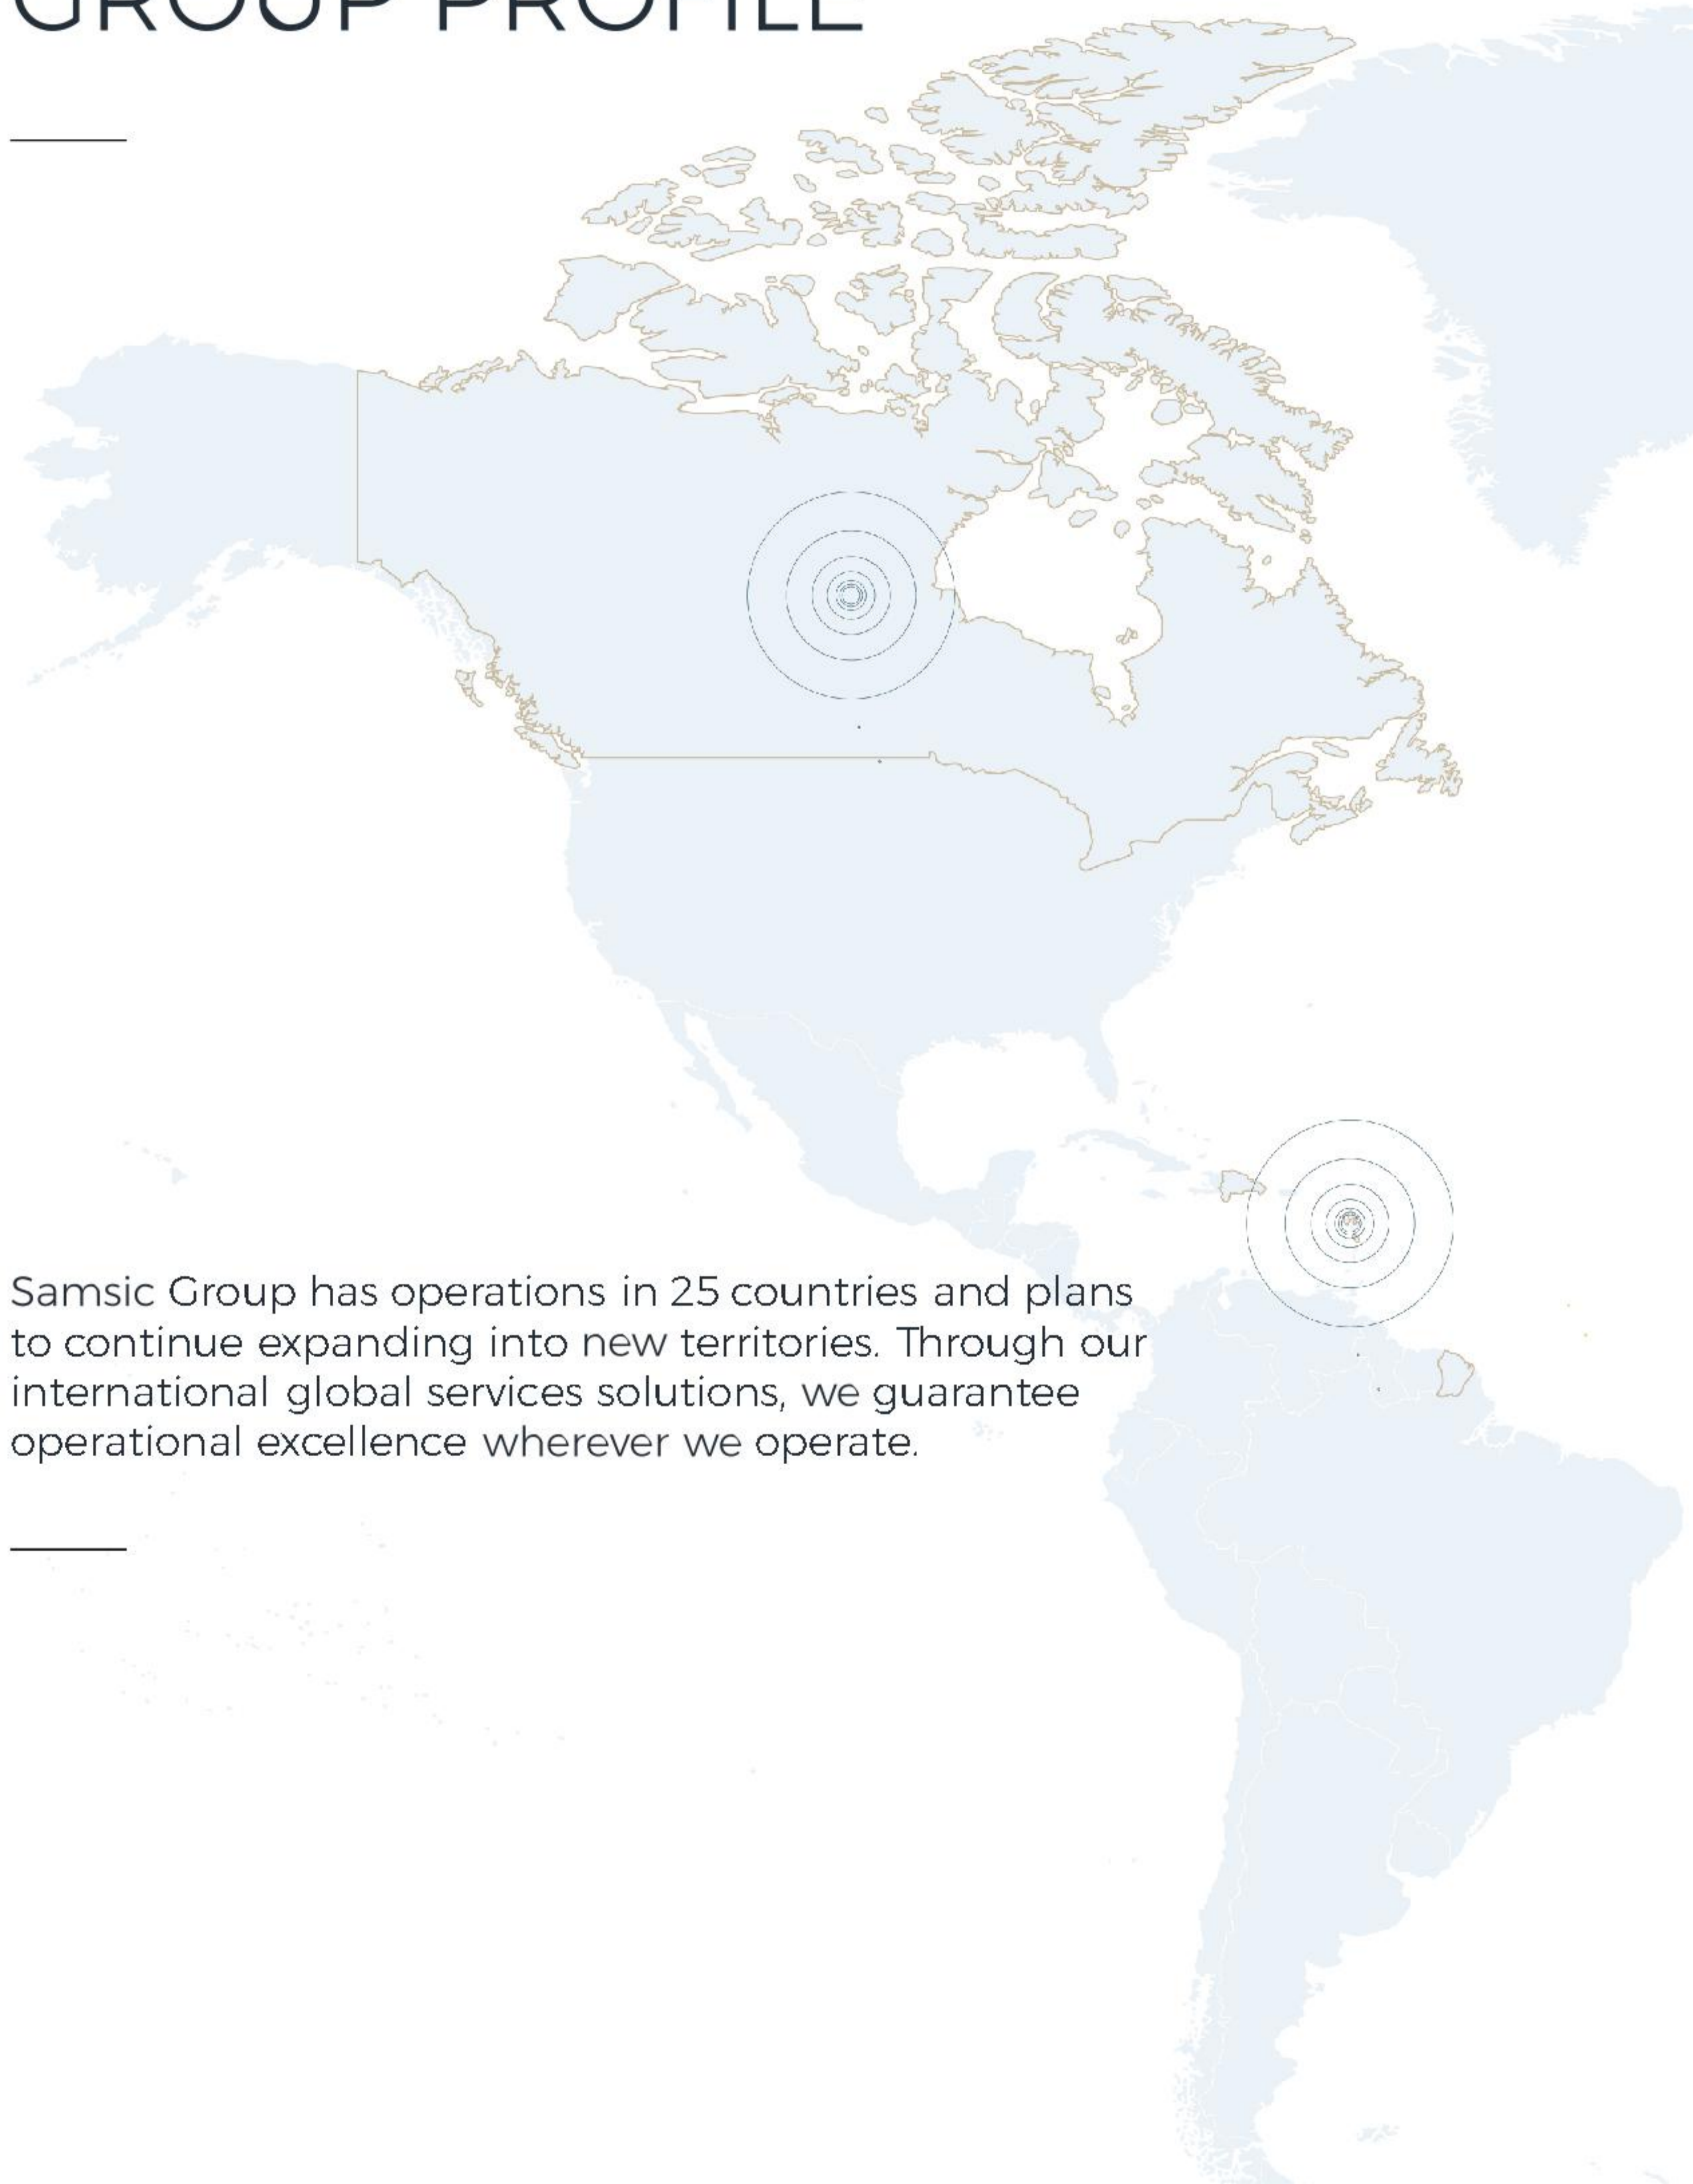 GROUP PROFILE
Samsic Group has operations in 25 countries and plans
to continue expanding into new territories. Through our
international global services solutions, we guarantee
operational excellence wherever we operate.